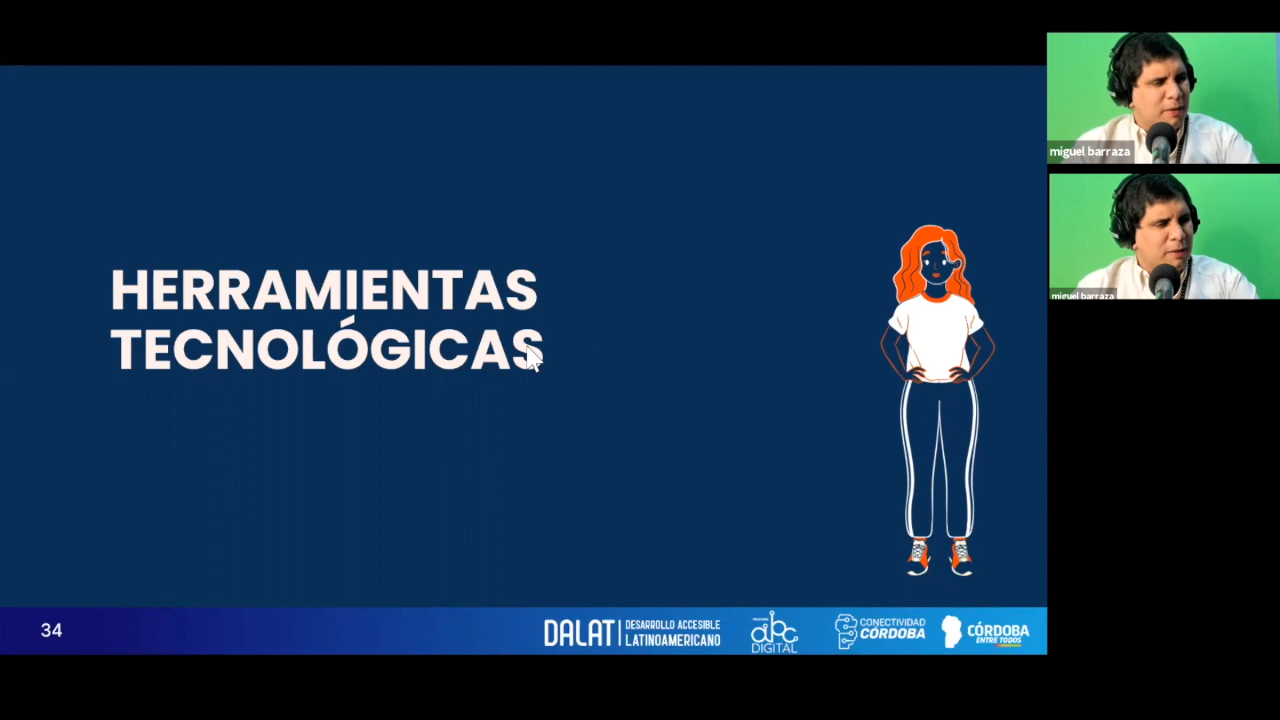 HERRAMIENTAS
TECNOLÓGICAS
34
DALAT
DESARROLLO ACCESIBLE
LATINOAMERICANO
abc
DIGITAL
CONECTIVIDAD
CÓRDOBA
CÓRDOBA
ENTRE TODOS
miguel barraza
miguel barraza